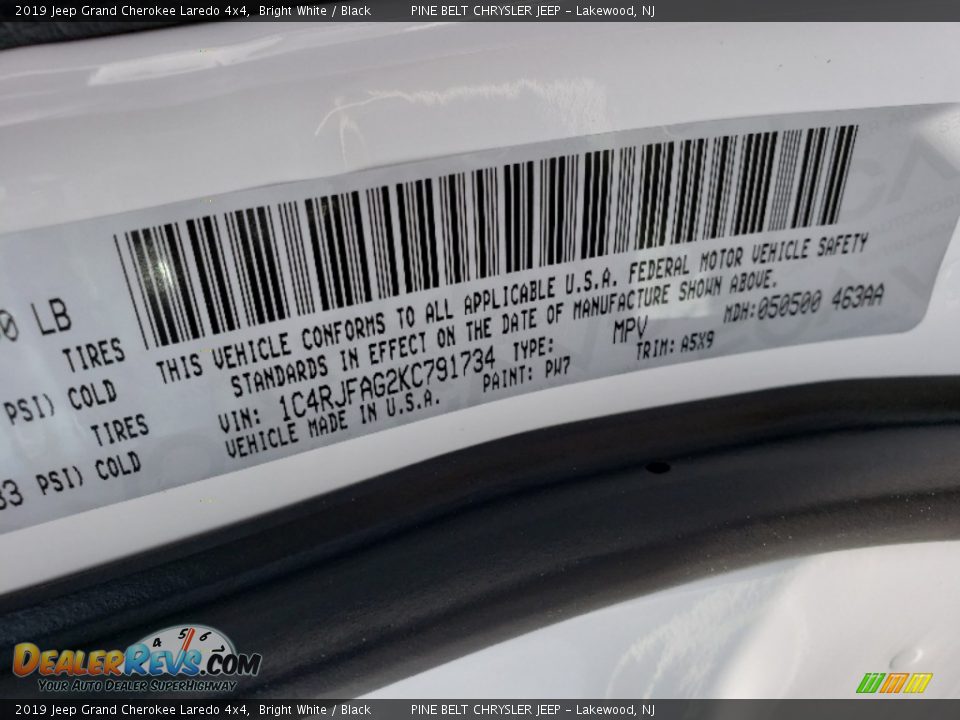 2019 Jeep Grand Cherokee Laredo 4x4, Bright White / Black PINE BELT CHRYSLER JEEP - Lakewood, NJ
0 LB
TIRES
PSI) COLD
TIRES
33 PSI) COLD
THIS VEHICLE CONFORMS TO ALL APPLICABLE U.S.A. FEDERAL MOTOR VEHICLE SAFETY
STANDARDS IN EFFECT ON THE DATE OF MANUFACTURE SHOWN ABOVE.
VIN: 1C4RJFAG2KC791734 TYPE: MPV MDH:050500 463AA
VEHICLE MADE IN U.S.A. PAINT: PW7 TRIM: A5X9
4 5 6
DEALERREVS.COM
YOUR AUTO DEALER SUPERHIGHWAY
2019 Jeep Grand Cherokee Laredo 4x4, Bright White / Black PINE BELT CHRYSLER JEEP - Lakewood, NJ